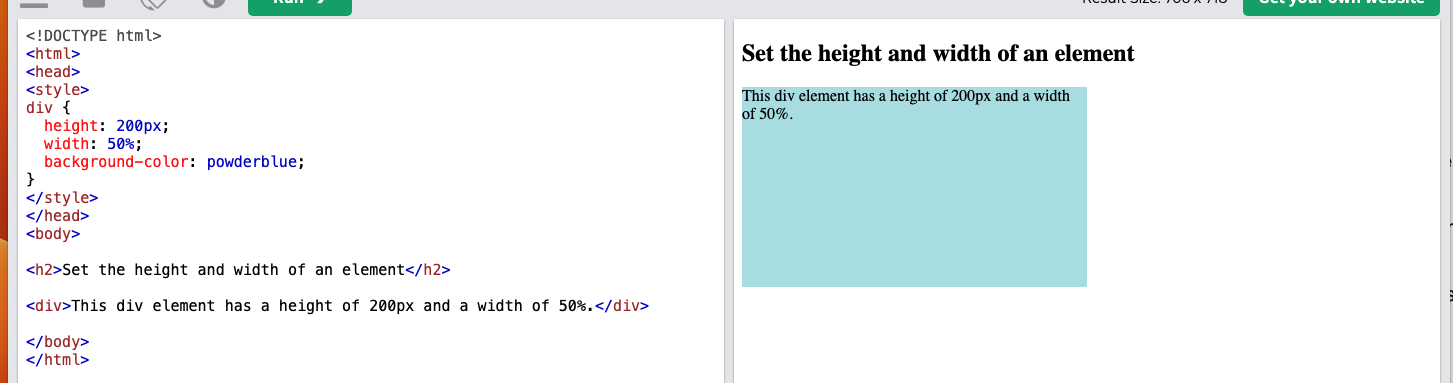 <!DOCTYPE html>
<html>
<head>
<style>
div {
  height: 200px;
  width: 50%;
  background-color: powderblue;
}
</style>
</head>
<body>

<h2>Set the height and width of an element</h2>

<div>This div element has a height of 200px and a width of 50%.</div>

</body>
</html>
Set the height and width of an element
This div element has a height of 200px and a width
of 50%.